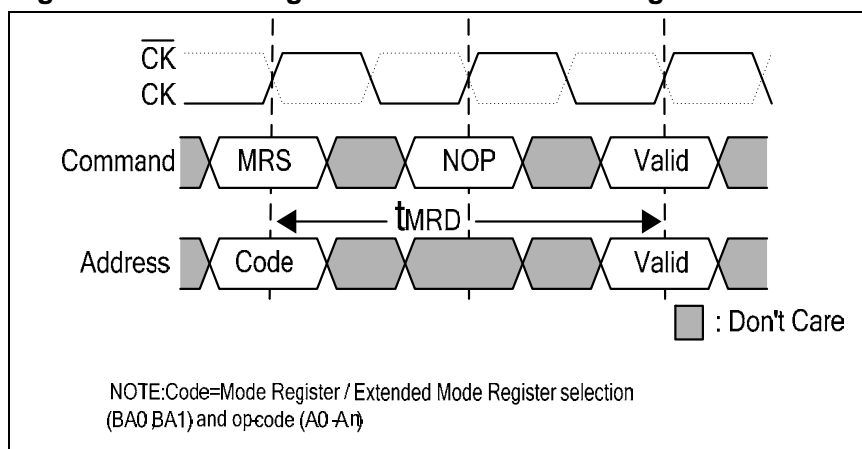 C̅K̅
CK
Command MRS NOP Valid
tMRD
Address Code Valid
: Don't Care
NOTE:Code=Mode Register / Extended Mode Register selection
(BA0,BA1) and op-code (A0-An)